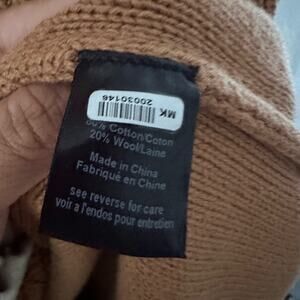 MK
20030146
80% Cotton/Coton
20% Wool/Laine
Made in China
Fabriqué en Chine
see reverse for care
voir a l'endos pour entretien